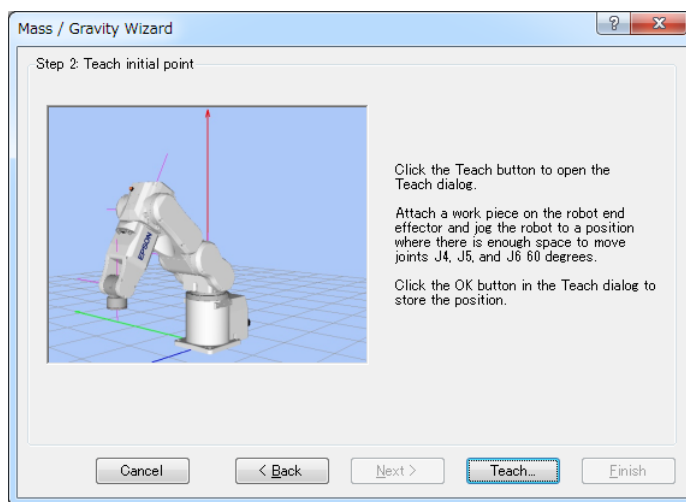 Mass / Gravity Wizard
Step 2: Teach initial point
EPSON
Click the Teach button to open the
Teach dialog.
Attach a work piece on the robot end
effector and jog the robot to a position
where there is enough space to move
joints J4, J5, and J6 60 degrees.
Click the OK button in the Teach dialog to
store the position.
Cancel
< Back
Next >
Teach...
Finish